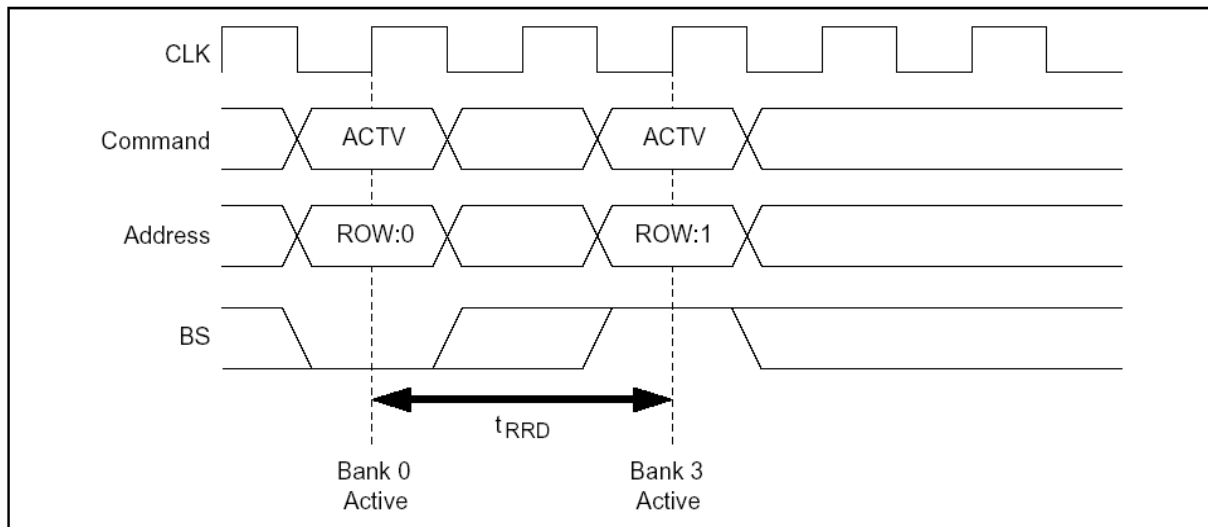 CLK
Command
ACTV
ACTV
Address
ROW:0
ROW:1
BS
tRRD
Bank 0
Active
Bank 3
Active